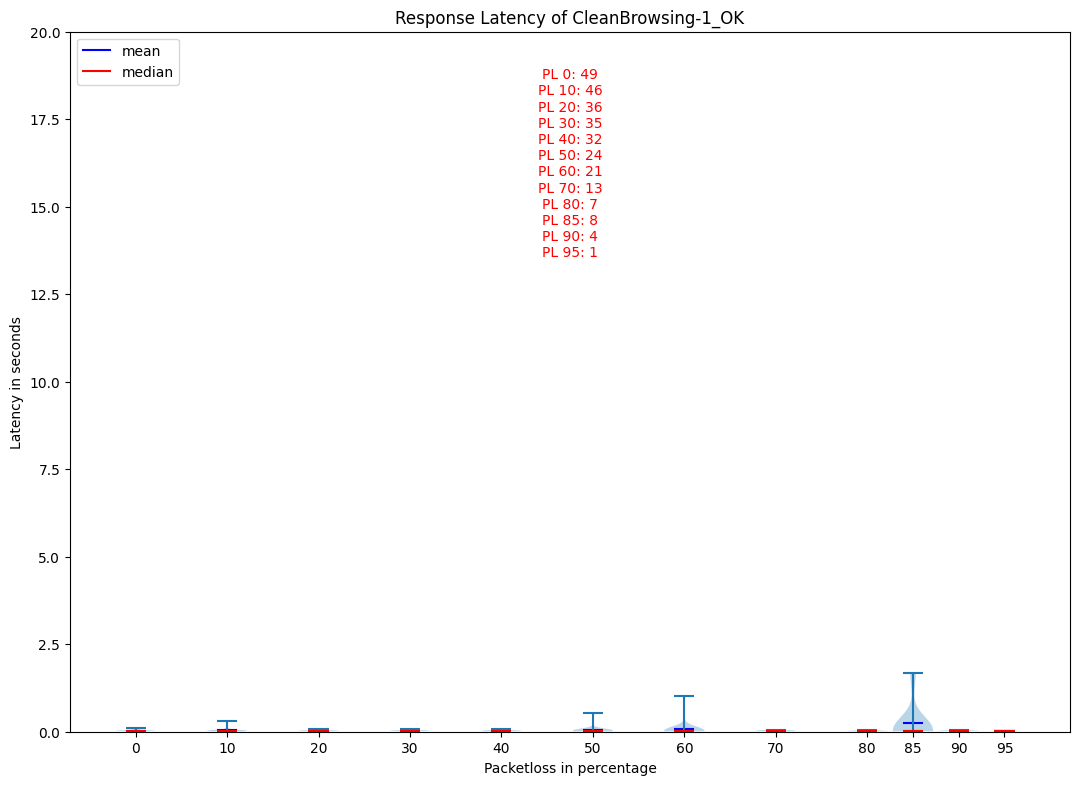 Response Latency of CleanBrowsing-1_OK
mean
median
PL 0: 49
PL 10: 46
PL 20: 36
PL 30: 35
PL 40: 32
PL 50: 24
PL 60: 21
PL 70: 13
PL 80: 7
PL 85: 8
PL 90: 4
PL 95: 1
Latency in seconds
20.0
17.5
15.0
12.5
10.0
7.5
5.0
2.5
0.0
0 10 20 30 40 50 60 70 80 85 90 95
Packetloss in percentage